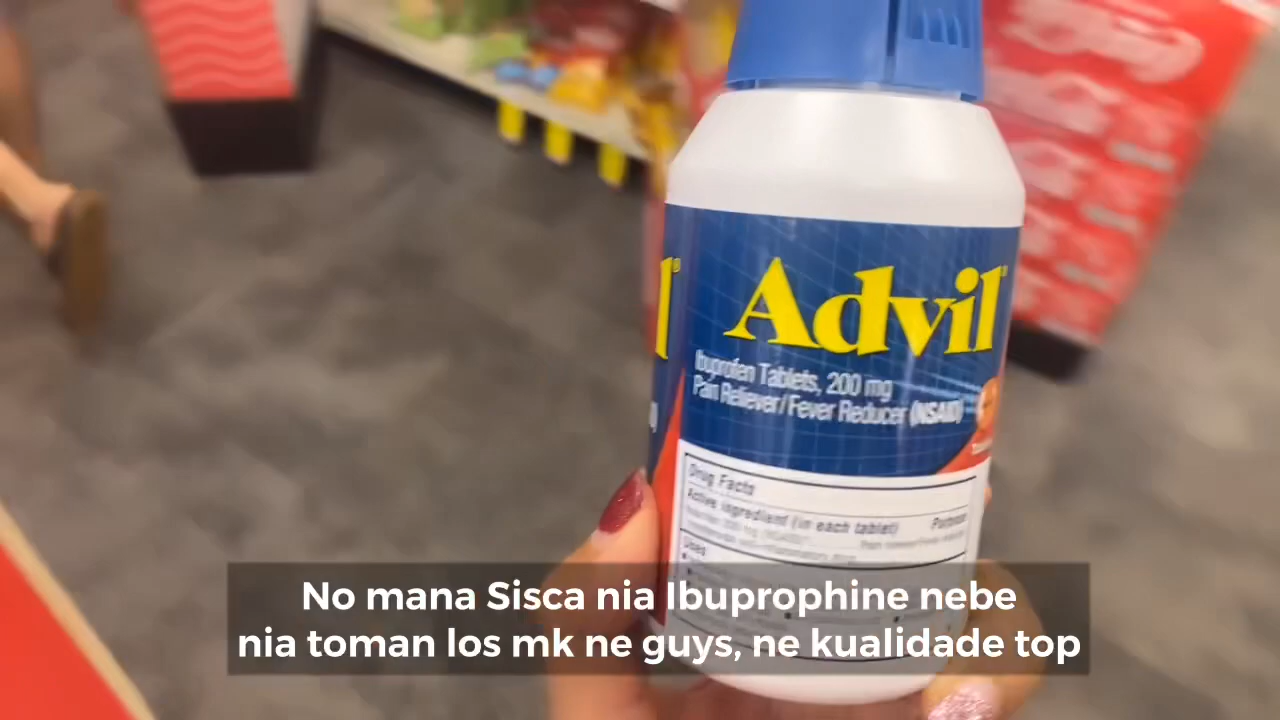 Advil
Ibuprofen Tablets, 200 mg
Pain Reliever/Fever Reducer (NSAID)
Drug Facts
Active ingredient (in each tablet)
Uses
No mana Sisca nia Ibuprophine nebe
nia toman los mk ne guys, ne kualidade top